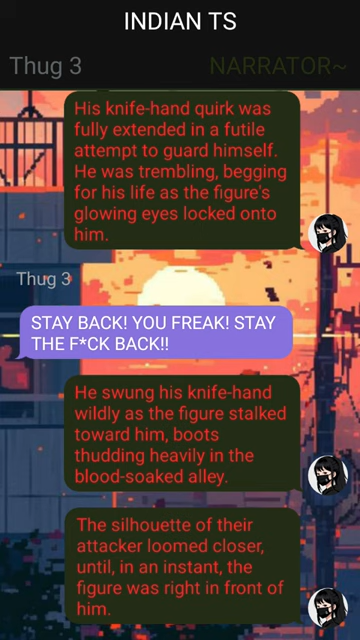 INDIAN TS
Thug 3
NARRATOR~
His knife-hand quirk was
fully extended in a futile
attempt to guard himself.
He was trembling, begging
for his life as the figure's
glowing eyes locked onto
him.
Thug 3
STAY BACK! YOU FREAK! STAY
THE F*CK BACK!!
He swung his knife-hand
wildly as the figure stalked
toward him, boots
thudding heavily in the
blood-soaked alley.
The silhouette of their
attacker loomed closer,
until, in an instant, the
figure was right in front of
him.